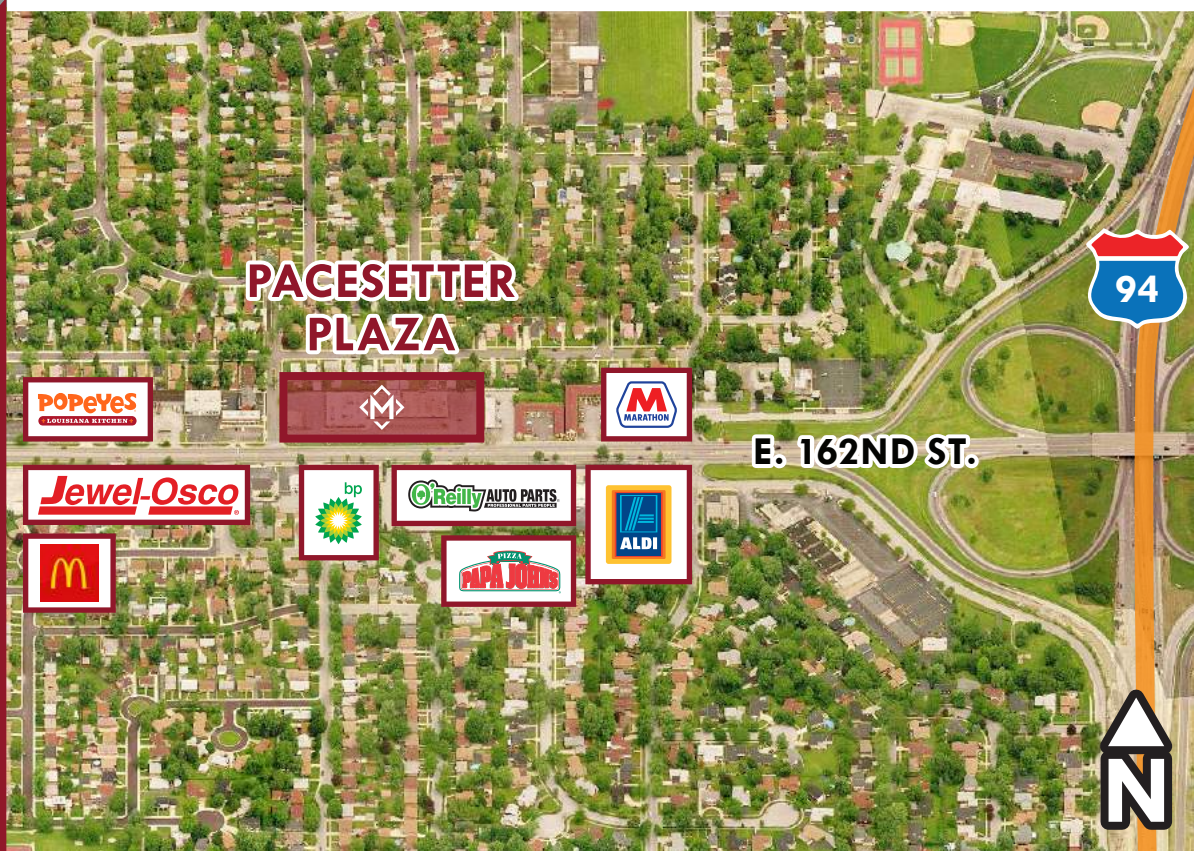 PACESETTER
PLAZA
94
POPEYES
LOUISIANA KITCHEN
M
M
MARATHON
E. 162ND ST.
Jewel-Osco
bp
O'Reilly AUTO PARTS
PROFESSIONAL PARTS PEOPLE
ALDI
M
PIZZA
PAPA JOHNS
N